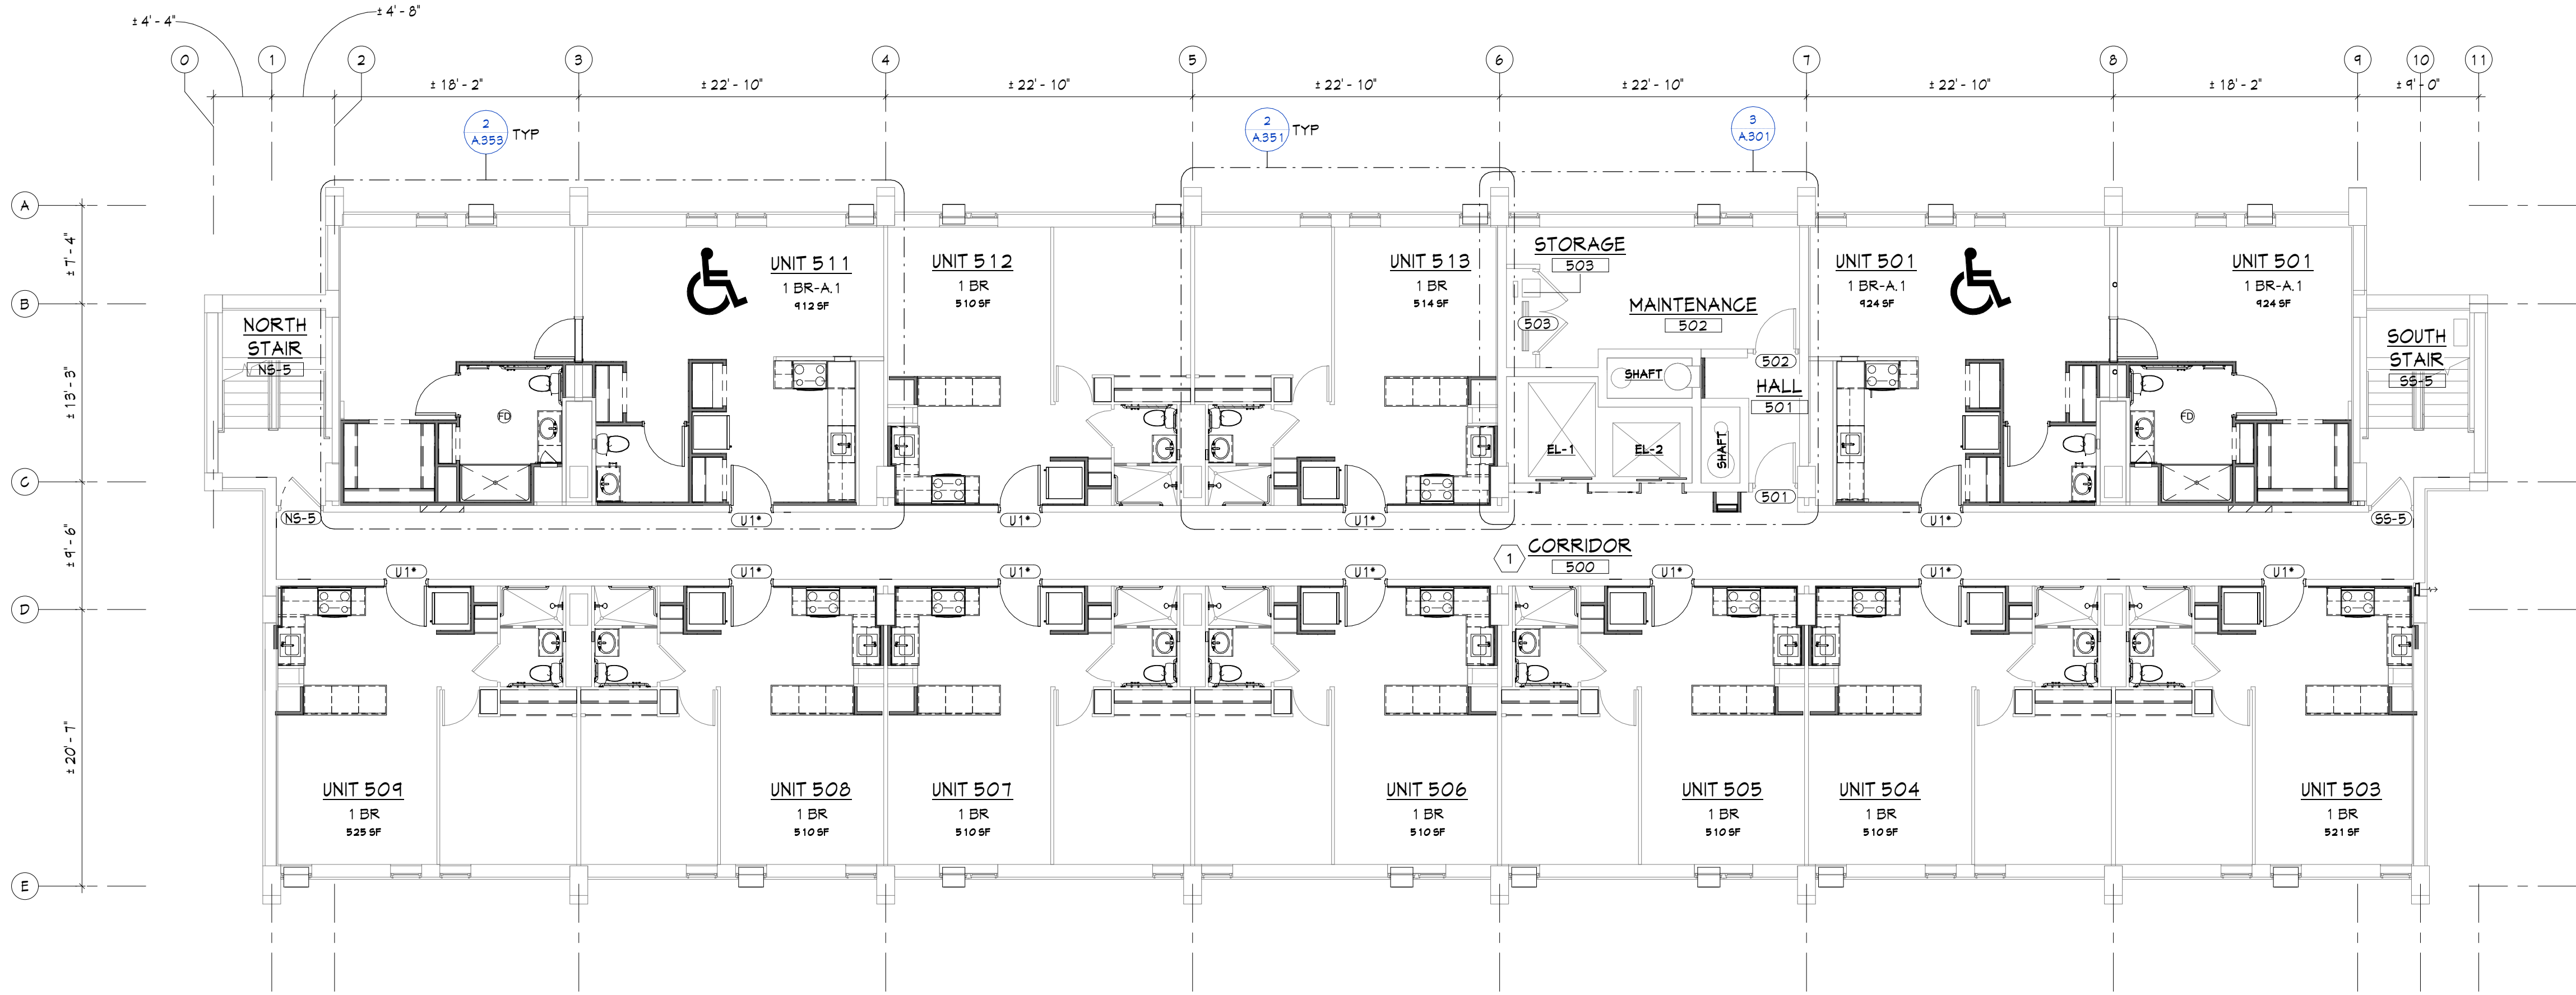 ± 4' - 4"
± 4' - 8"
0
1
2
3
4
5
6
7
8
9
10
11
± 18' - 2"
± 22' - 10"
± 22' - 10"
± 22' - 10"
± 22' - 10"
± 22' - 10"
± 18' - 2"
± 9' - 0"
2
A.353
TYP
2
A.351
TYP
3
A.301
A
B
C
D
E
± 7' - 4"
± 13' - 3"
± 9' - 6"
± 20' - 7"
NORTH
STAIR
NS-5
NS-5
UNIT 511
1 BR-A.1
912 SF
UNIT 512
1 BR
510 SF
UNIT 513
1 BR
514 SF
STORAGE
503
503
MAINTENANCE
502
502
SHAFT
HALL
501
501
EL-1
EL-2
SHAFT
UNIT 501
1 BR-A.1
924 SF
UNIT 501
1 BR-A.1
924 SF
SOUTH
STAIR
SS-5
SS-5
FD
FD
U1*
U1*
U1*
U1*
1
CORRIDOR
500
U1*
U1*
U1*
U1*
U1*
U1*
U1*
UNIT 509
1 BR
525 SF
UNIT 508
1 BR
510 SF
UNIT 507
1 BR
510 SF
UNIT 506
1 BR
510 SF
UNIT 505
1 BR
510 SF
UNIT 504
1 BR
510 SF
UNIT 503
1 BR
521 SF